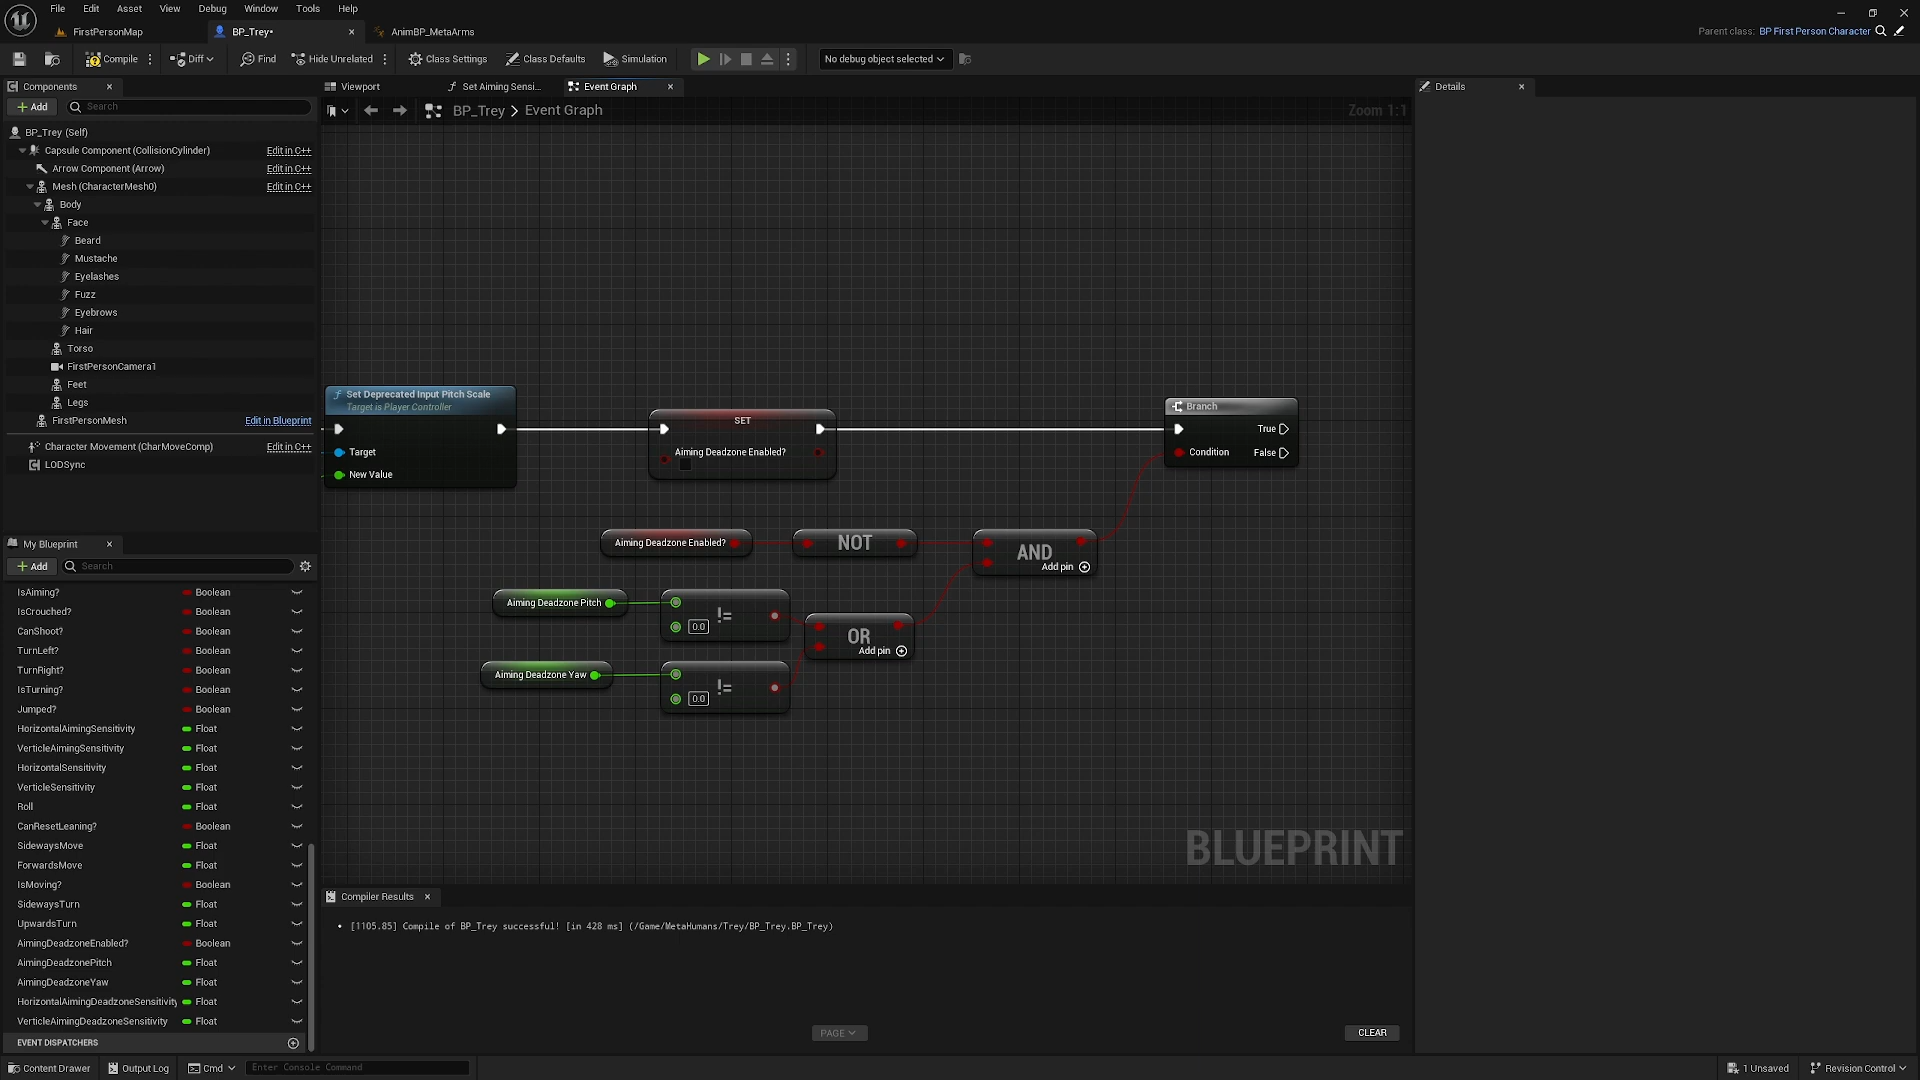 File Edit Asset View Debug Window Tools Help
FirstPersonMap
BP_Trey•
AnimBP_MetaArms
Parent class: BP First Person Character
Compile
Diff
Find
Hide Unrelated
Class Settings
Class Defaults
Simulation
No debug object selected
Components
Viewport
Set Aiming Sensi...
Event Graph
Details
Add
Search
BP_Trey > Event Graph
Zoom 1:1
BP_Trey (Self)
Capsule Component (CollisionCylinder) Edit in C++
Arrow Component (Arrow) Edit in C++
Mesh (CharacterMesh0) Edit in C++
Body
Face
Beard
Mustache
Eyelashes
Fuzz
Eyebrows
Hair
Torso
FirstPersonCamera1
Feet
Legs
FirstPersonMesh Edit in Blueprint
Character Movement (CharMoveComp) Edit in C++
LODSync
Set Deprecated Input Pitch Scale
Target is Player Controller
Target
New Value
SET
Aiming Deadzone Enabled?
Branch
True
Condition False
Aiming Deadzone Enabled?
NOT
AND
Add pin
Aiming Deadzone Pitch
!=
0.0
OR
Add pin
Aiming Deadzone Yaw
!=
0.0
My Blueprint
Add
Search
IsAiming? Boolean
IsCrouched? Boolean
CanShoot? Boolean
TurnLeft? Boolean
TurnRight? Boolean
IsTurning? Boolean
Jumped? Boolean
HorizontalAimingSensitivity Float
VerticleAimingSensitivity Float
HorizontalSensitivity Float
VerticleSensitivity Float
Roll Float
CanResetLeaning? Boolean
SidewaysMove Float
ForwardsMove Float
IsMoving? Boolean
SidewaysTurn Float
UpwardsTurn Float
AimingDeadzoneEnabled? Boolean
AimingDeadzonePitch Float
AimingDeadzoneYaw Float
HorizontalAimingDeadzoneSensitivity Float
VerticleAimingDeadzoneSensitivity Float
EVENT DISPATCHERS
BLUEPRINT
Compiler Results
• [1105.85] Compile of BP_Trey successful! [in 428 ms] (/Game/MetaHumans/Trey/BP_Trey.BP_Trey)
PAGE
CLEAR
Content Drawer
Output Log
Cmd
Enter Console Command
1 Unsaved
Revision Control